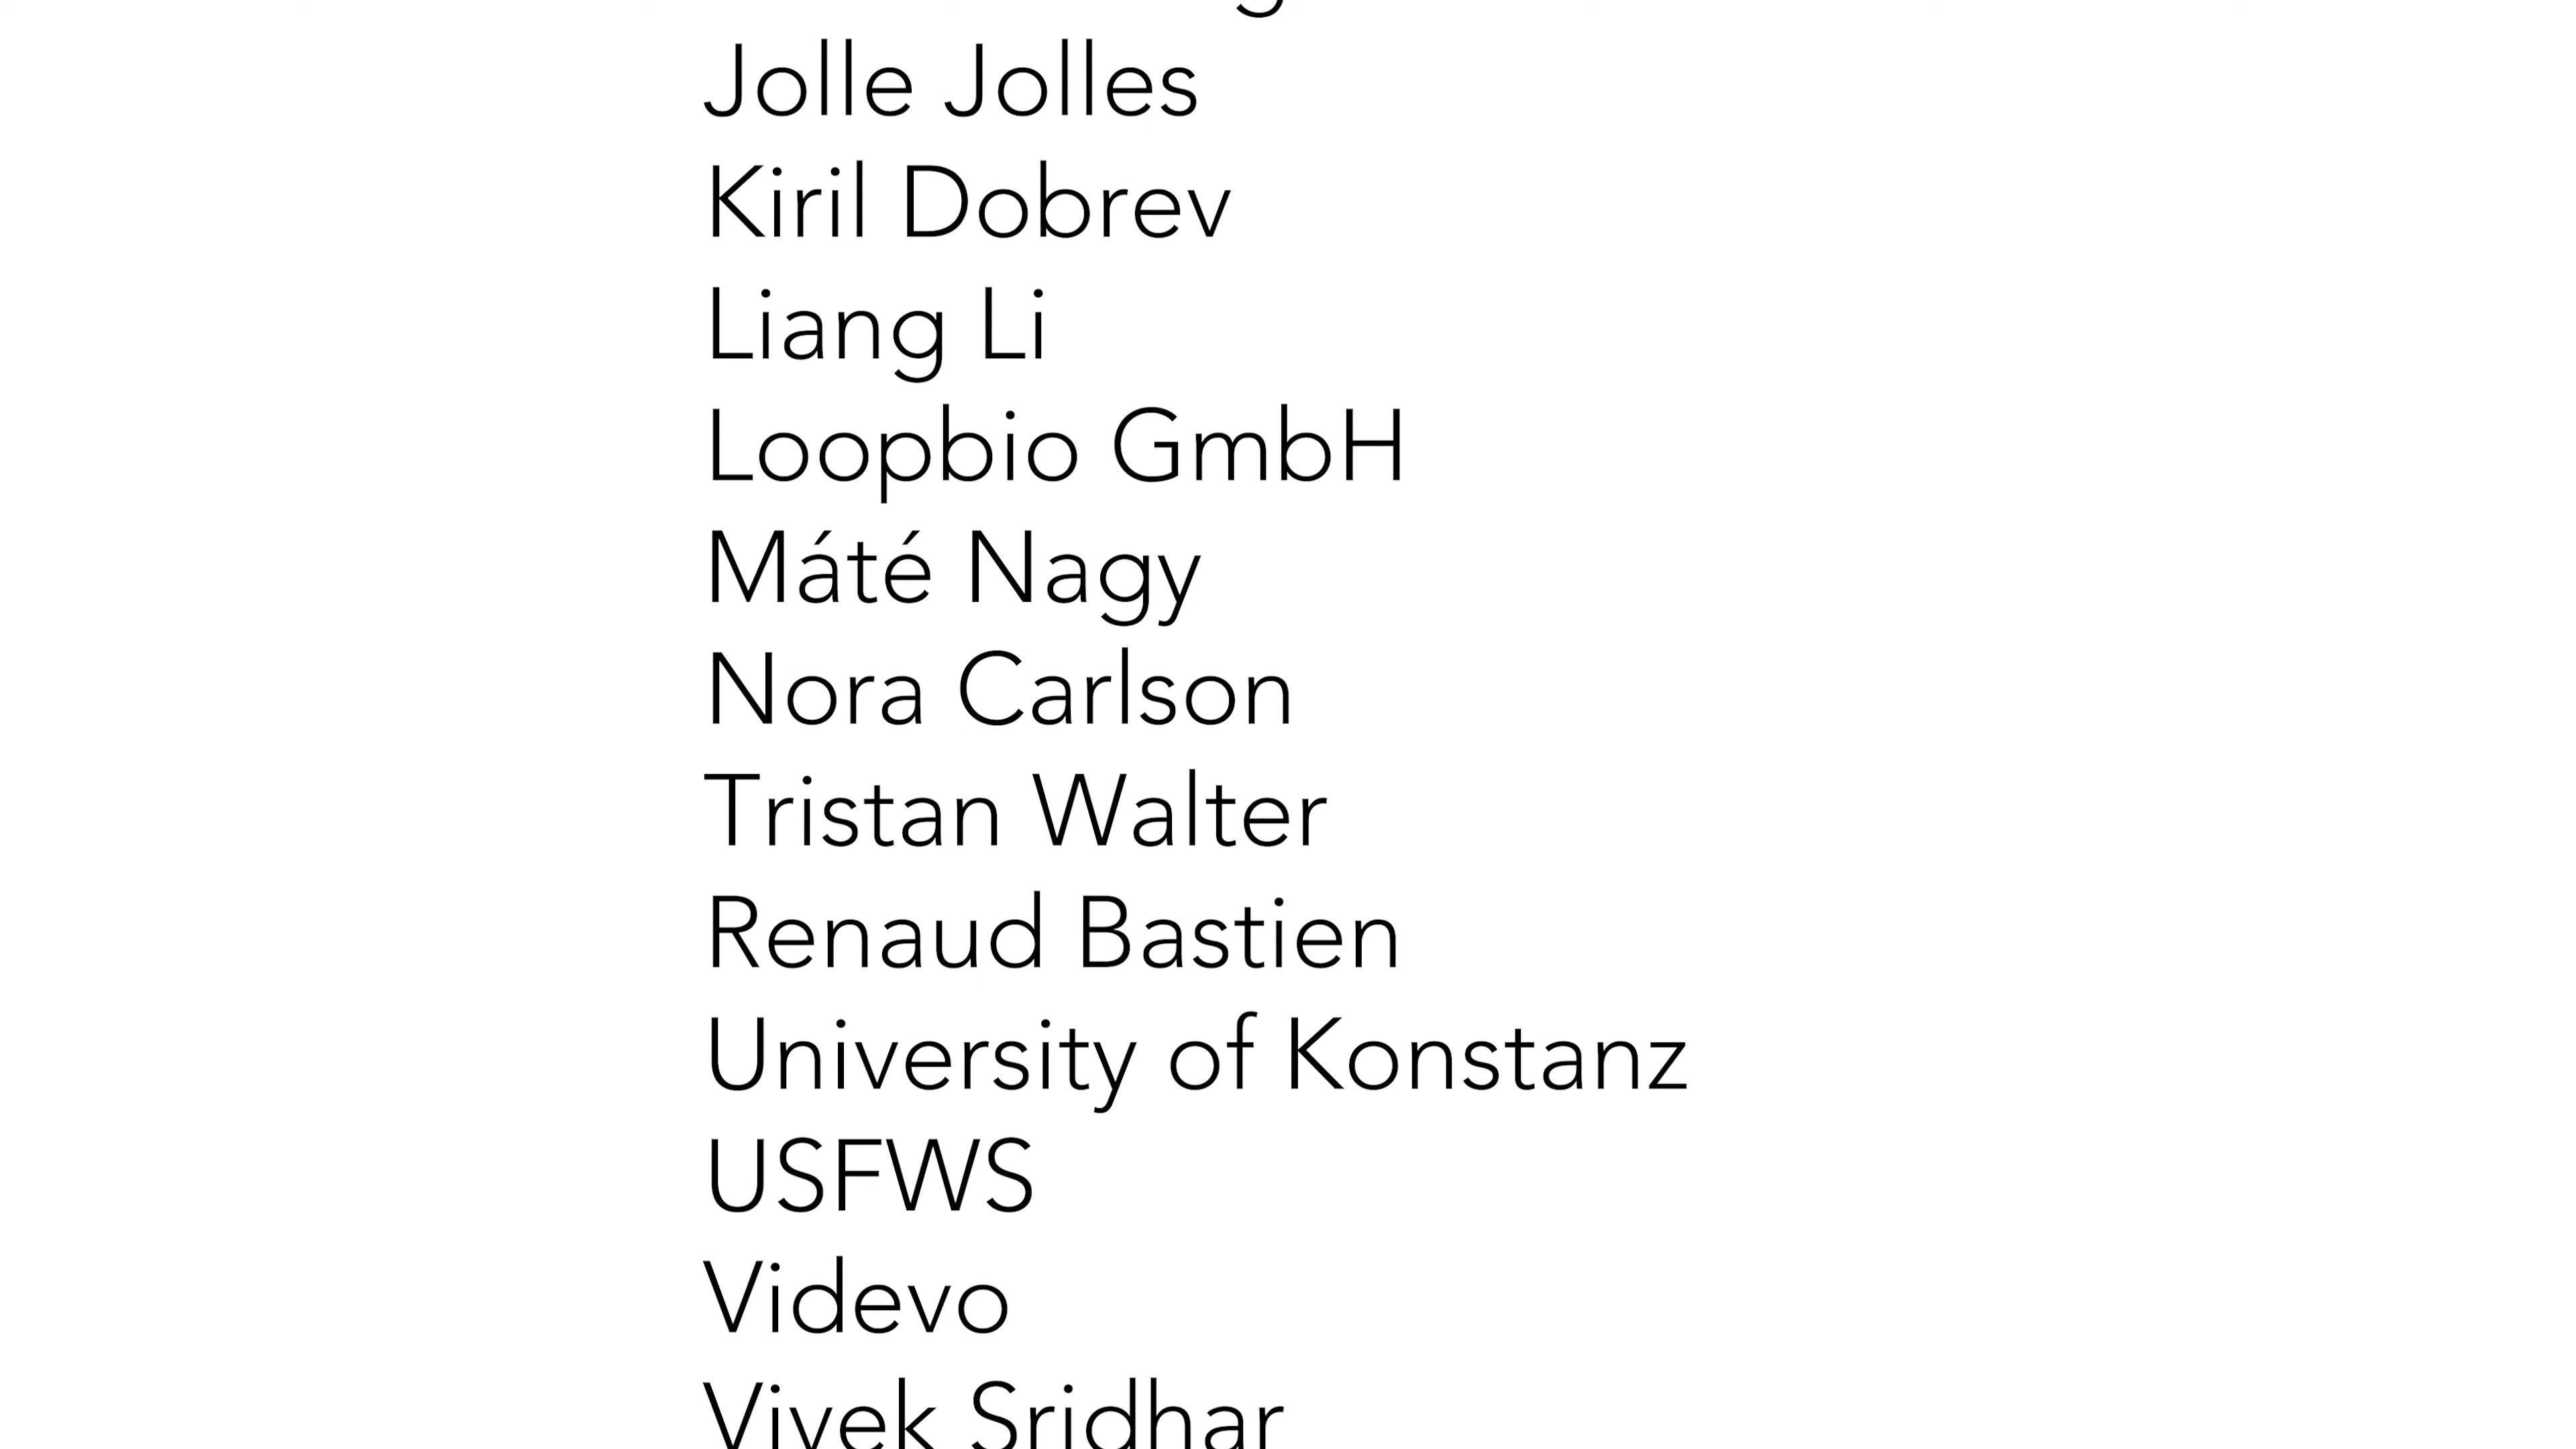 Jolle Jolles
Kiril Dobrev
Liang Li
Loopbio GmbH
Máté Nagy
Nora Carlson
Tristan Walter
Renaud Bastien
University of Konstanz
USFWS
Videvo
Vivek Sridhar